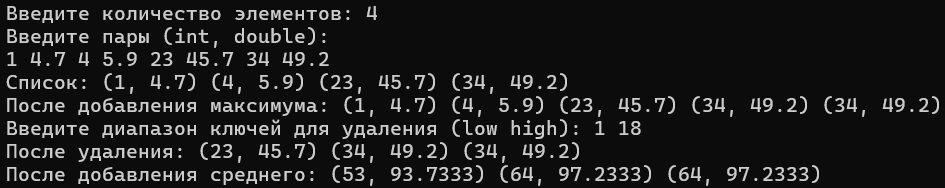 Введите количество элементов: 4
Введите пары (int, double):
1 4.7 4 5.9 23 45.7 34 49.2
Список: (1, 4.7) (4, 5.9) (23, 45.7) (34, 49.2)
После добавления максимума: (1, 4.7) (4, 5.9) (23, 45.7) (34, 49.2) (34, 49.2)
Введите диапазон ключей для удаления (low high): 1 18
После удаления: (23, 45.7) (34, 49.2) (34, 49.2)
После добавления среднего: (53, 93.7333) (64, 97.2333) (64, 97.2333)